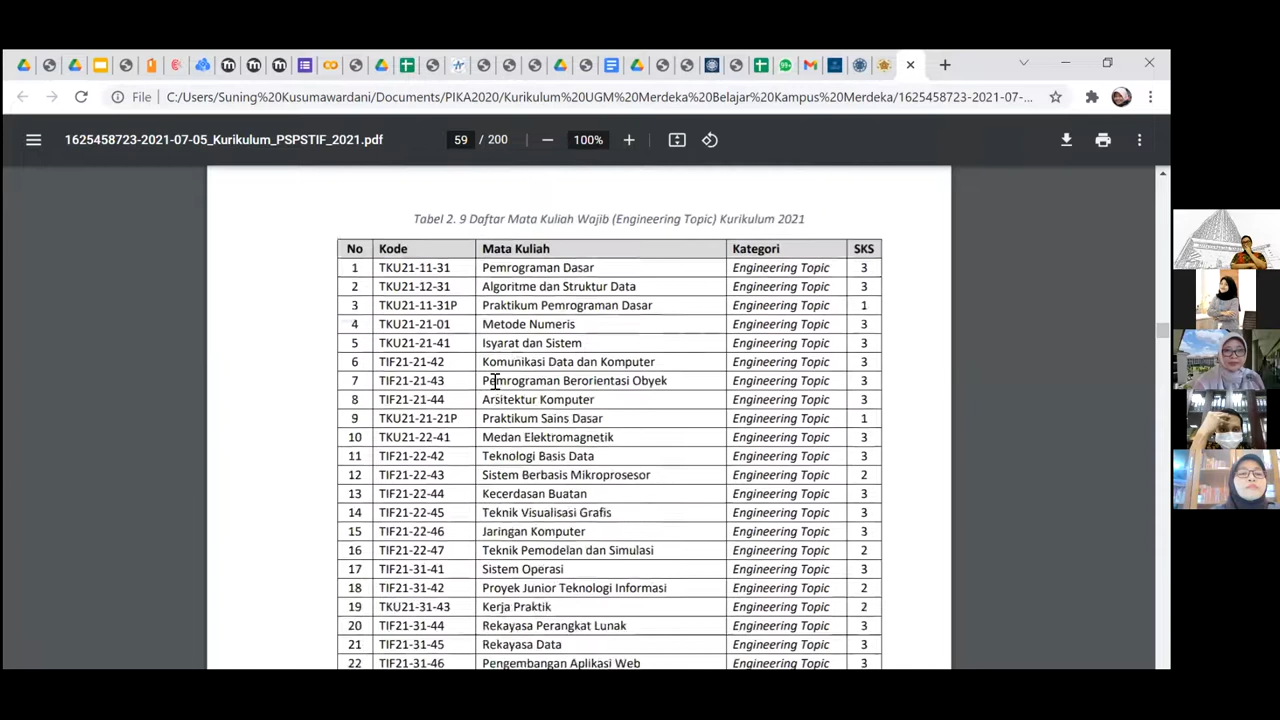 File C:/Users/Suning%20Kusumawardani/Documents/PIKA2020/Kurikulum%20UGM%20Merdeka%20Belajar%20Kampus%20Merdeka/1625458723-2021-07-...
1625458723-2021-07-05_Kurikulum_PSPSTIF_2021.pdf 59 / 200 100%
Tabel 2. 9 Daftar Mata Kuliah Wajib (Engineering Topic) Kurikulum 2021
No Kode Mata Kuliah Kategori SKS
1 TKU21-11-31 Pemrograman Dasar Engineering Topic 3
2 TKU21-12-31 Algoritme dan Struktur Data Engineering Topic 3
3 TKU21-11-31P Praktikum Pemrograman Dasar Engineering Topic 1
4 TKU21-21-01 Metode Numeris Engineering Topic 3
5 TKU21-21-41 Isyarat dan Sistem Engineering Topic 3
6 TIF21-21-42 Komunikasi Data dan Komputer Engineering Topic 3
7 TIF21-21-43 Pemrograman Berorientasi Obyek Engineering Topic 3
8 TIF21-21-44 Arsitektur Komputer Engineering Topic 3
9 TKU21-21-21P Praktikum Sains Dasar Engineering Topic 1
10 TKU21-22-41 Medan Elektromagnetik Engineering Topic 3
11 TIF21-22-42 Teknologi Basis Data Engineering Topic 3
12 TIF21-22-43 Sistem Berbasis Mikroprosesor Engineering Topic 2
13 TIF21-22-44 Kecerdasan Buatan Engineering Topic 3
14 TIF21-22-45 Teknik Visualisasi Grafis Engineering Topic 3
15 TIF21-22-46 Jaringan Komputer Engineering Topic 3
16 TIF21-22-47 Teknik Pemodelan dan Simulasi Engineering Topic 2
17 TIF21-31-41 Sistem Operasi Engineering Topic 3
18 TIF21-31-42 Proyek Junior Teknologi Informasi Engineering Topic 2
19 TKU21-31-43 Kerja Praktik Engineering Topic 2
20 TIF21-31-44 Rekayasa Perangkat Lunak Engineering Topic 3
21 TIF21-31-45 Rekayasa Data Engineering Topic 3
22 TIF21-31-46 Pengembangan Aplikasi Web Engineering Topic 3